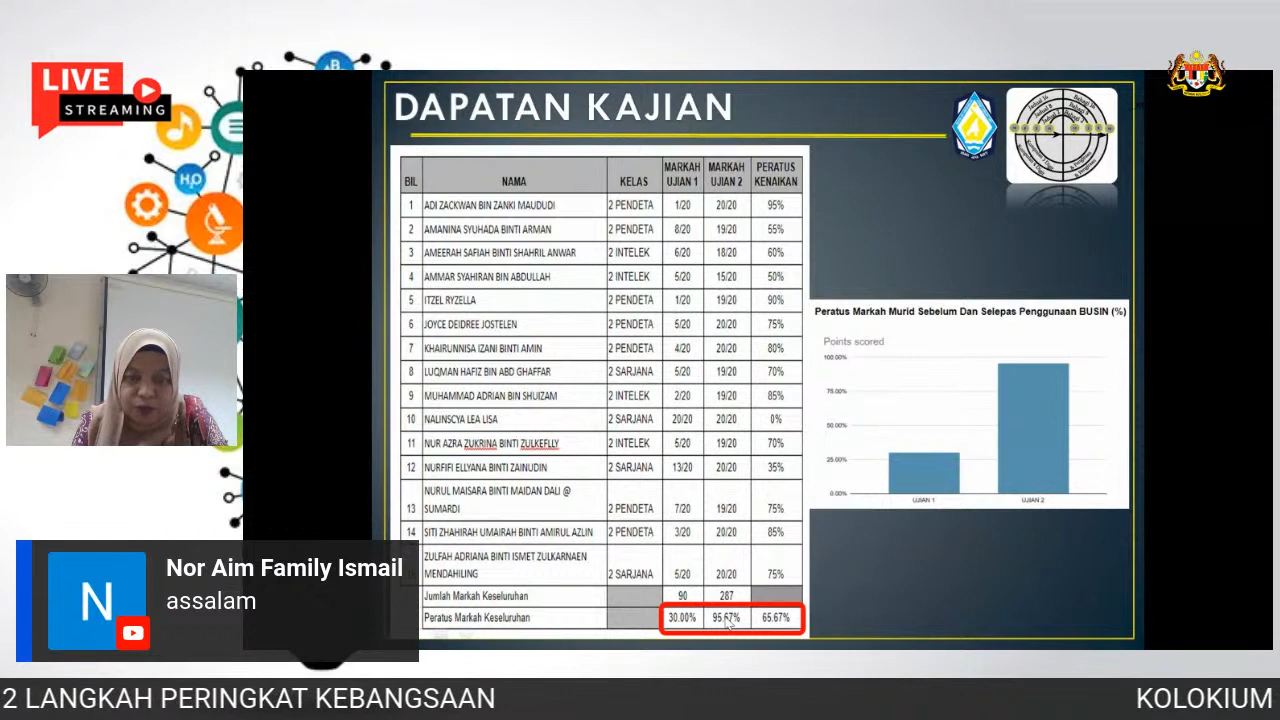 LIVE
STREAMING
B
H₂O
DAPATAN KAJIAN
BIL NAMA KELAS MARKAH UJIAN 1 MARKAH UJIAN 2 PERATUS KENAIKAN
1 ADI ZACKWAN BIN ZANKI MAUDUDI 2 PENDETA 1/20 20/20 95%
2 AMANINA SYUHADA BINTI ARMAN 2 PENDETA 8/20 19/20 55%
3 AMEERAH SAFIAH BINTI SHAHRIL ANWAR 2 INTELEK 6/20 18/20 60%
4 AMMAR SYAHIRAN BIN ABDULLAH 2 INTELEK 5/20 15/20 50%
5 ITZEL RYZELLA 2 PENDETA 1/20 19/20 90%
6 JOYCE DEIDREE JOSTELEN 2 PENDETA 5/20 20/20 75%
7 KHAIRUNNISA IZANI BINTI AMIN 2 PENDETA 4/20 20/20 80%
8 LUQMAN HAFIZ BIN ABD GHAFFAR 2 SARJANA 5/20 19/20 70%
9 MUHAMMAD ADRIAN BIN SHUIZAM 2 INTELEK 2/20 19/20 85%
10 NALINSCYA LEA LISA 2 SARJANA 20/20 20/20 0%
11 NUR AZRA ZUKRINA BINTI ZULKEFLLY 2 INTELEK 5/20 19/20 70%
12 NURFIFI ELLYANA BINTI ZAINUDIN 2 SARJANA 13/20 20/20 35%
NURUL MAISARA BINTI MAIDAN DALI @
13 SUMARDI 2 PENDETA 7/20 19/20 75%
14 SITI ZHAHIRAH UMAIRAH BINTI AMIRUL AZLIN 2 PENDETA 3/20 20/20 85%
ZULFAH ADRIANA BINTI ISMET ZULKARNAEN
MENDAHILING 2 SARJANA 5/20 20/20 75%
Jumlah Markah Keseluruhan 90 287
Peratus Markah Keseluruhan 30.00% 95.67% 65.67%
Peratus Markah Murid Sebelum Dan Selepas Penggunaan BUSIN (%)
Points scored
100.00%
75.00%
50.00%
25.00%
0.00%
UJIAN 1 UJIAN 2
N
Nor Aim Family Ismail
assalam
2 LANGKAH PERINGKAT KEBANGSAAN KOLOKIUM